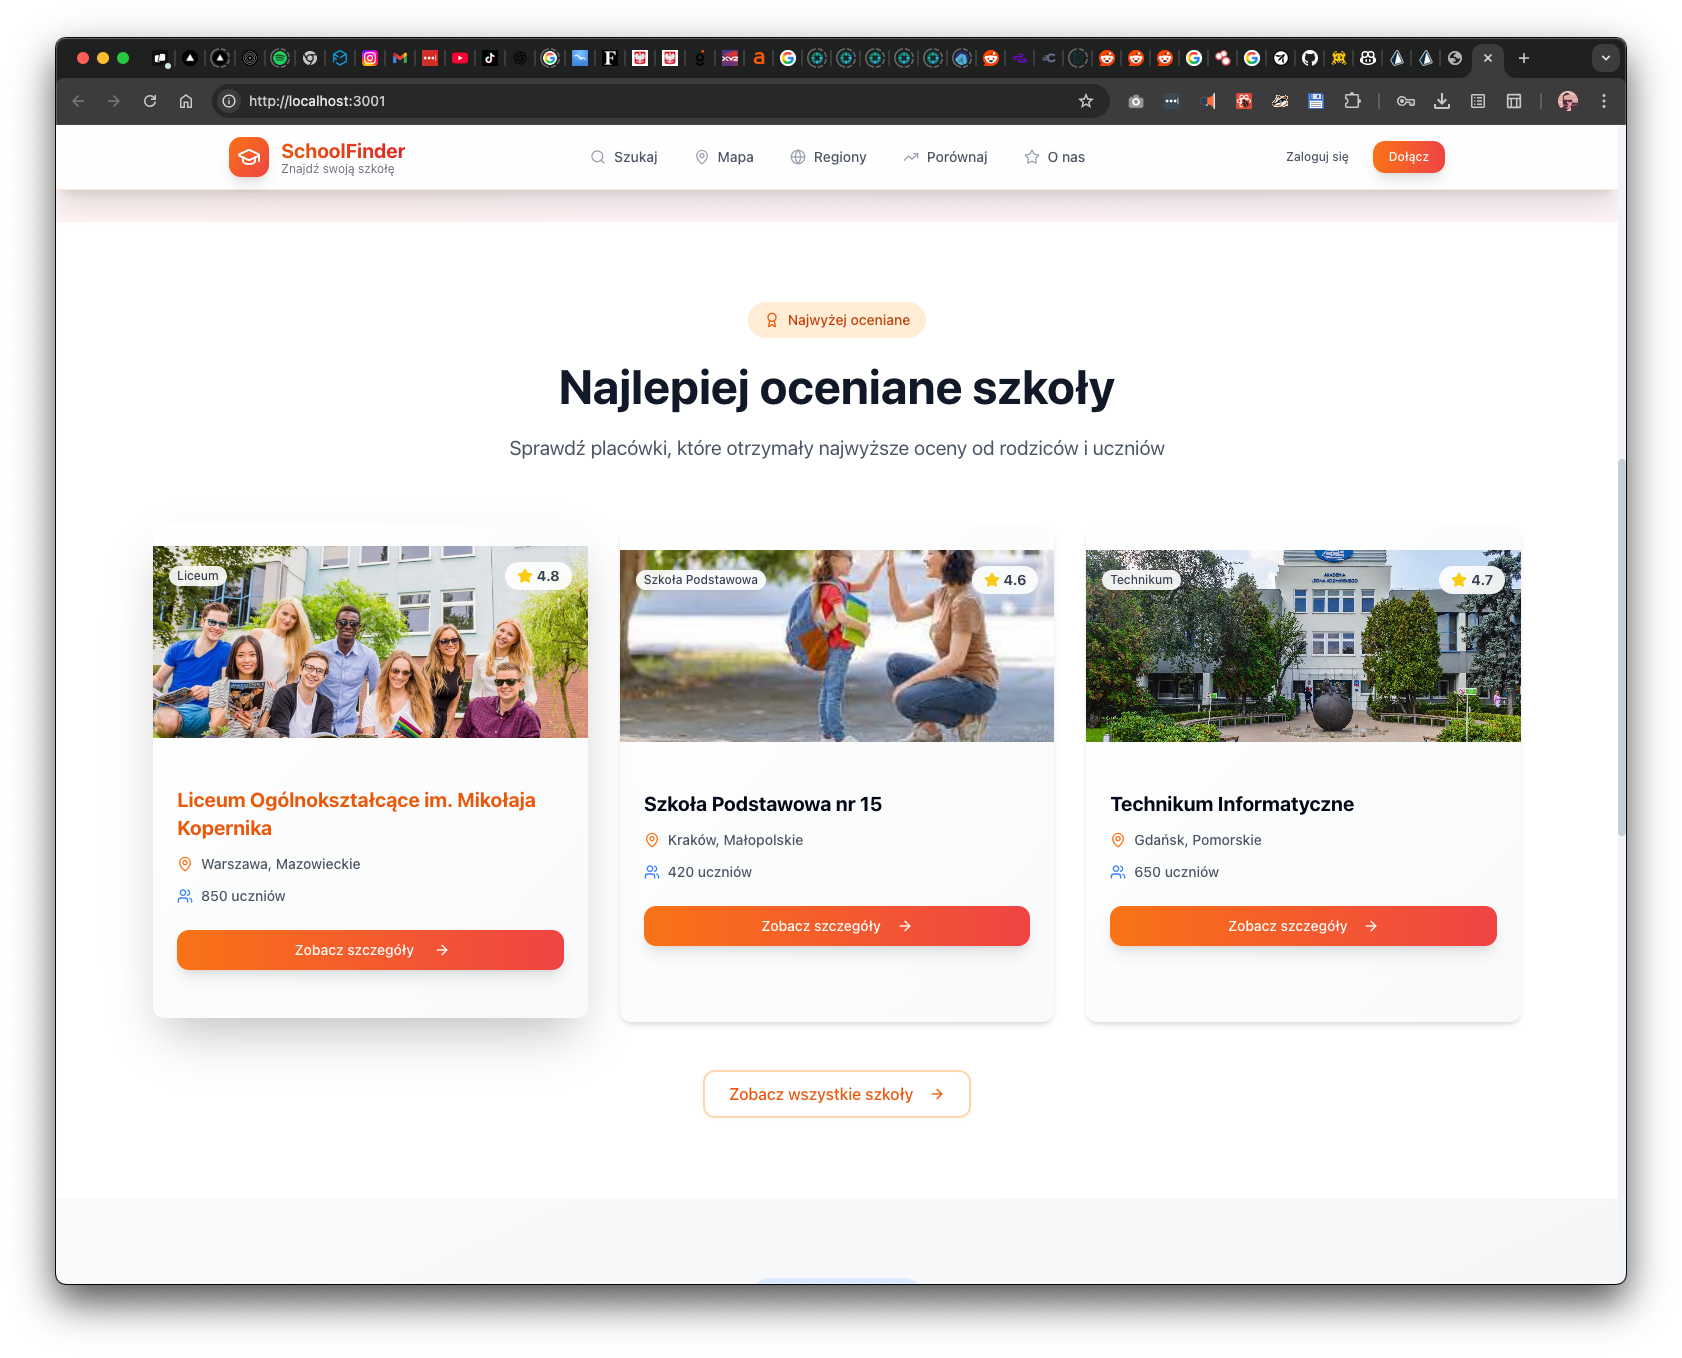 http://localhost:3001
SchoolFinder
Znajdź swoją szkołę
Szukaj
Mapa
Regiony
Porównaj
O nas
Zaloguj się
Dołącz
Najwyżej oceniane
Najlepiej oceniane szkoły
Sprawdź placówki, które otrzymały najwyższe oceny od rodziców i uczniów
Liceum
4.8
Liceum Ogólnokształcące im. Mikołaja
Kopernika
Warszawa, Mazowieckie
850 uczniów
Zobacz szczegóły
Szkoła Podstawowa
4.6
Szkoła Podstawowa nr 15
Kraków, Małopolskie
420 uczniów
Zobacz szczegóły
Technikum
4.7
AKADEMIA
LEONA KOŹMIŃSKIEGO
Technikum Informatyczne
Gdańsk, Pomorskie
650 uczniów
Zobacz szczegóły
Zobacz wszystkie szkoły